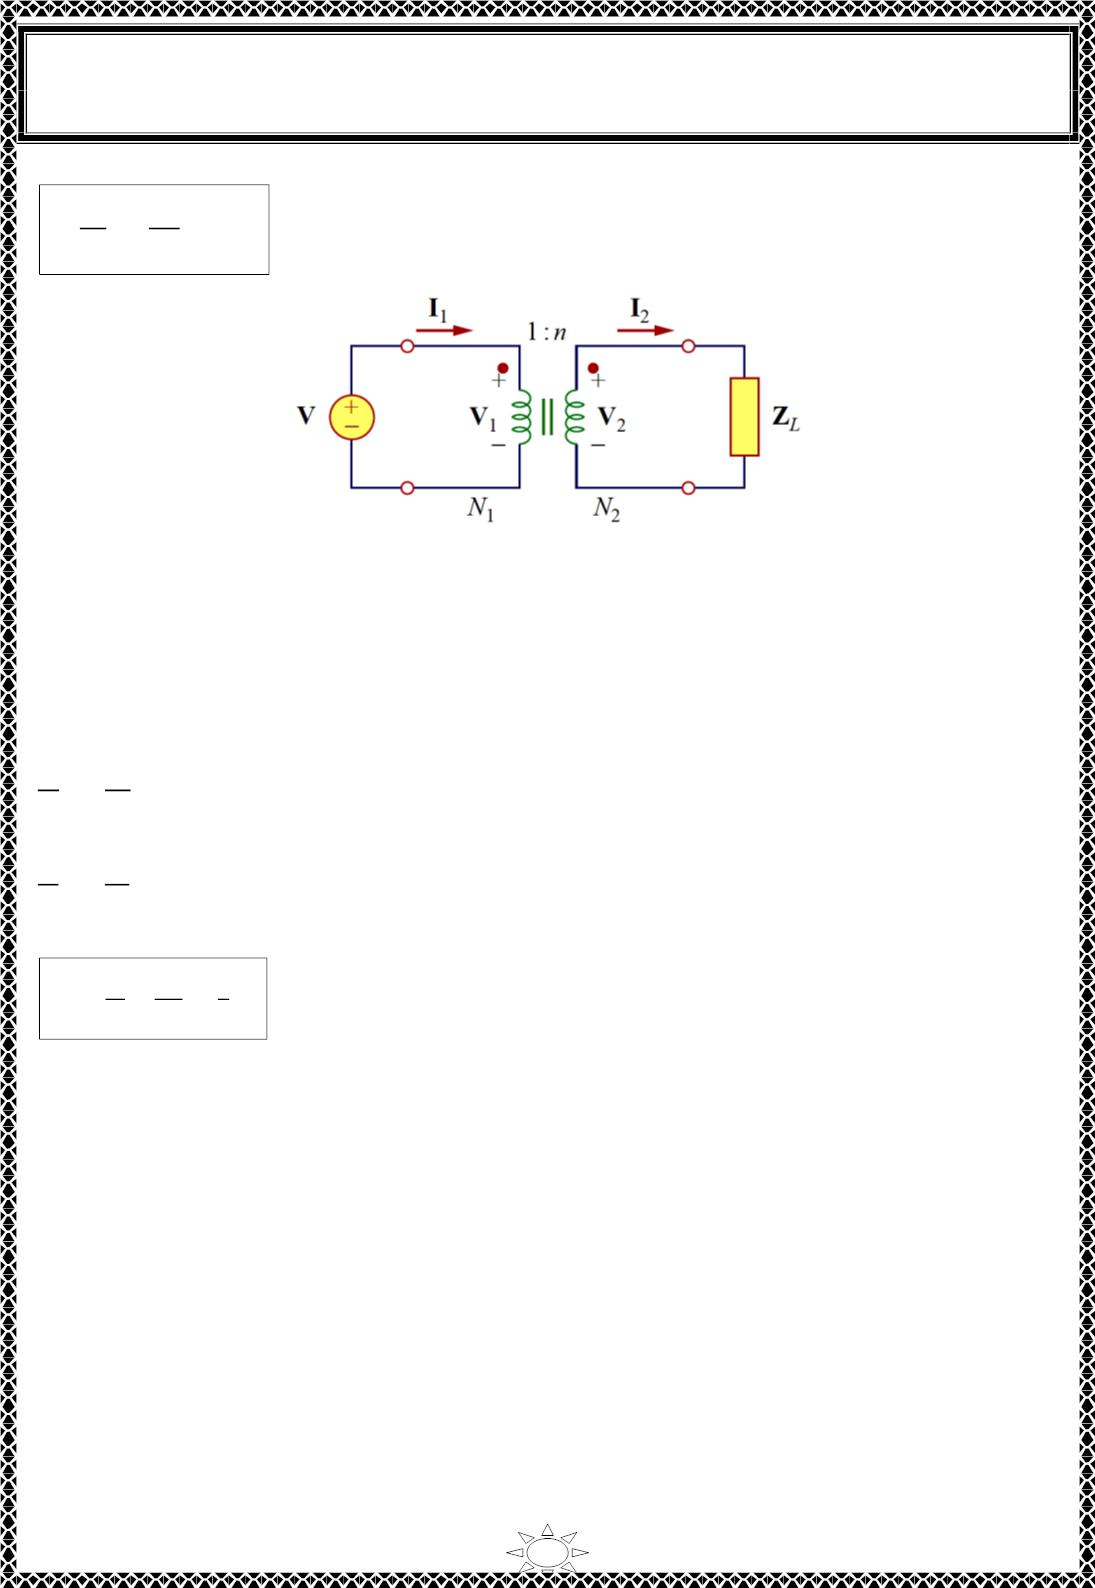 I1 I2
1 : n
+ +
V + − V1 V2 ZL
− −
N1 N2